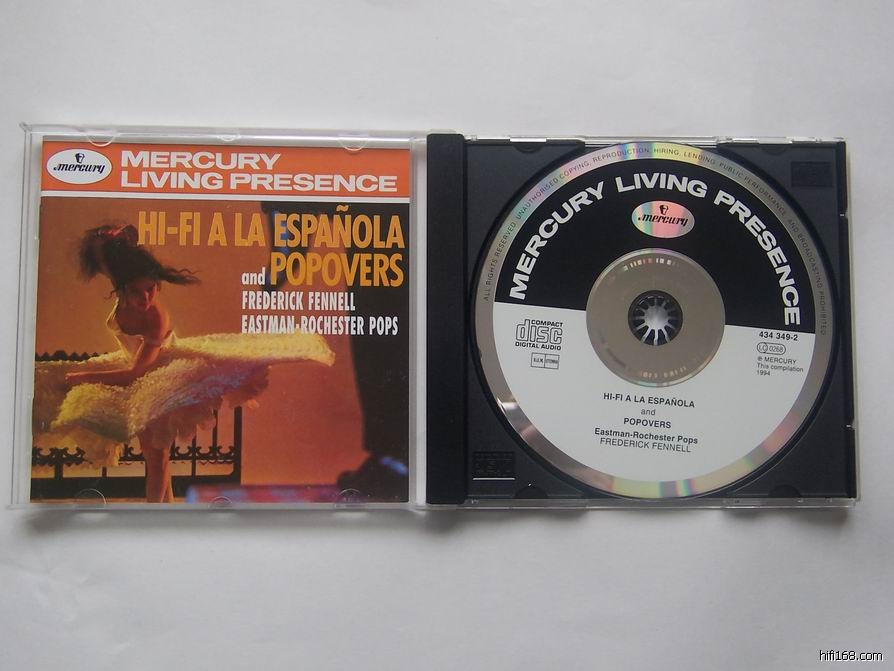 mercury
MERCURY
LIVING PRESENCE
HI-FI A LA ESPAÑOLA
and POPOVERS
FREDERICK FENNELL
EASTMAN-ROCHESTER POPS
ALL RIGHTS RESERVED. UNAUTHORISED COPYING, REPRODUCTION, HIRING, LENDING, PUBLIC PERFORMANCE AND BROADCASTING PROHIBITED
MERCURY LIVING PRESENCE
mercury
COMPACT
disc
DIGITAL AUDIO
434 349-2
LC 0268
℗ MERCURY
This compilation
1994
HI-FI A LA ESPAÑOLA
and
POPOVERS
Eastman-Rochester Pops
FREDERICK FENNELL
hifi168.com